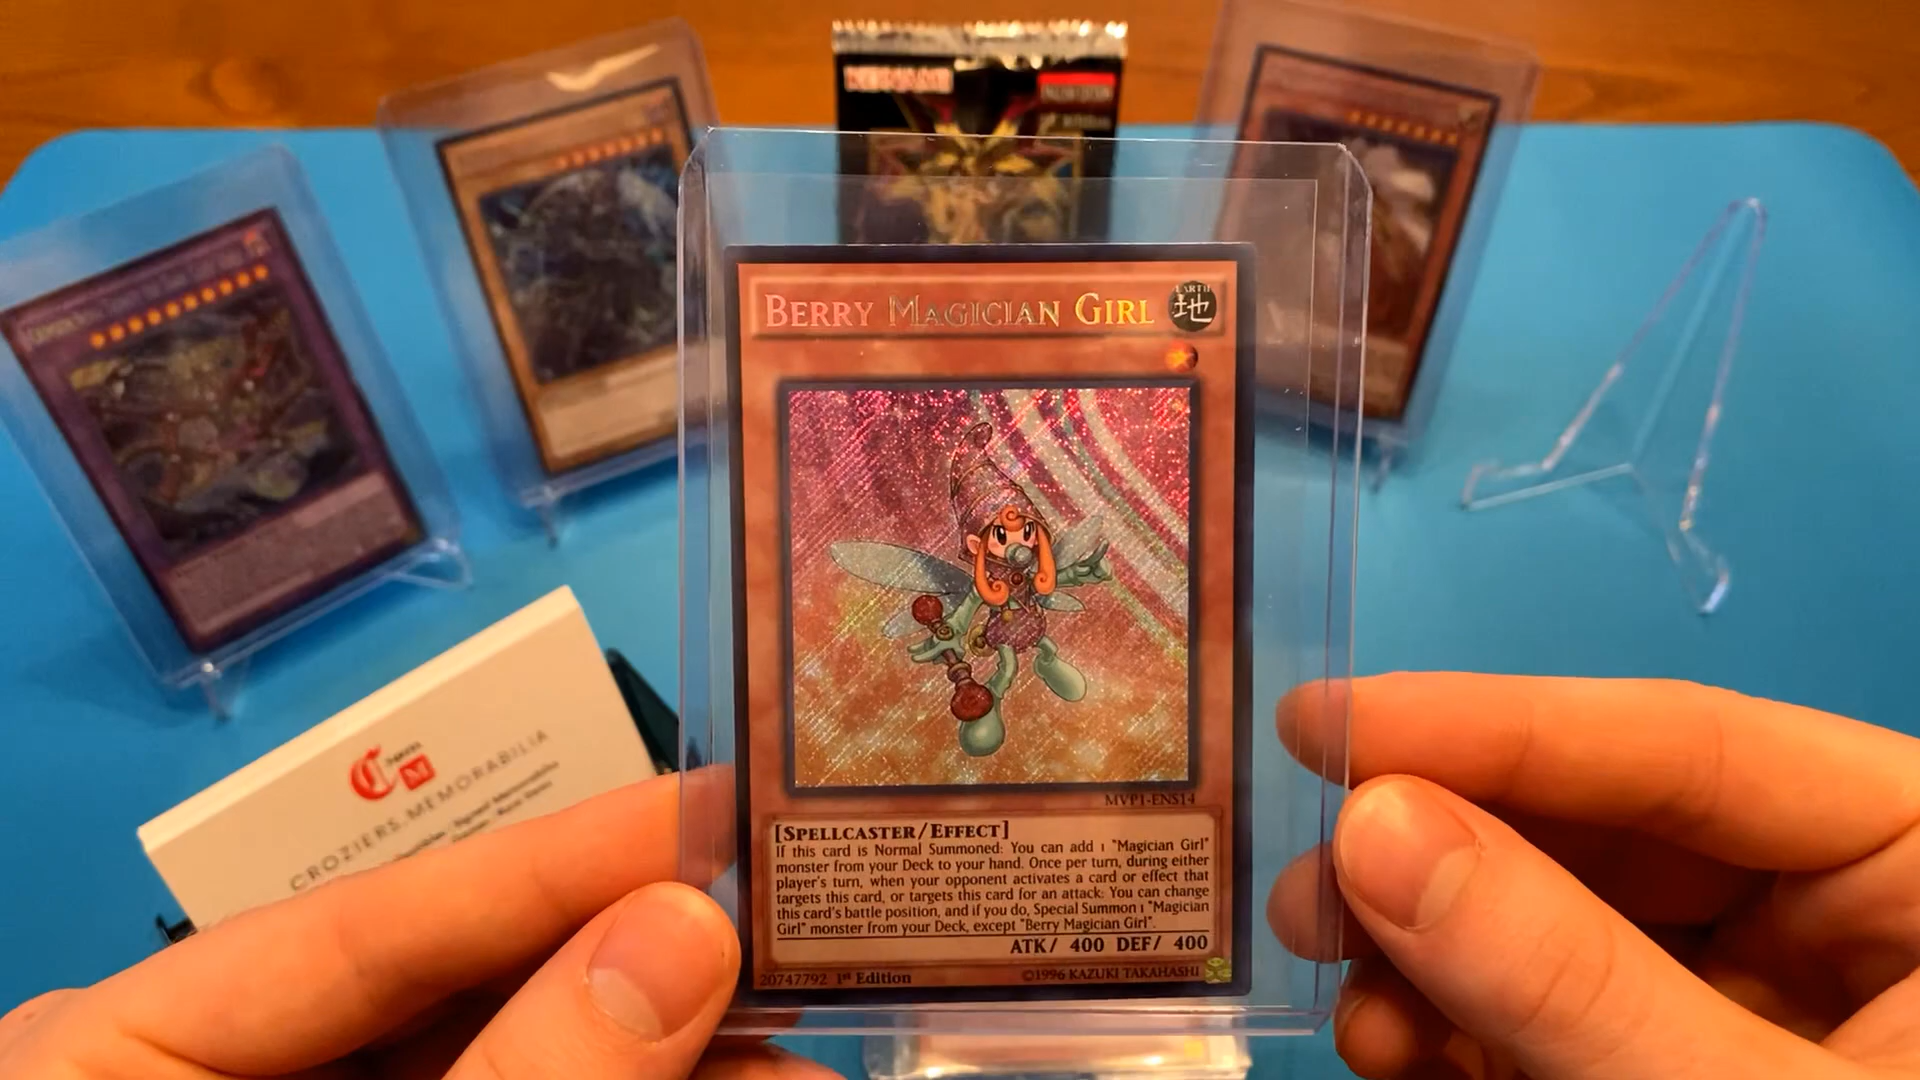 KONAMI
BERRY MAGICIAN GIRL
EARTH
地
MVP1-ENS14
[SPELLCASTER/EFFECT]
If this card is Normal Summoned: You can add 1 "Magician Girl"
monster from your Deck to your hand. Once per turn, during either
player's turn, when your opponent activates a card or effect that
targets this card, or targets this card for an attack: You can change
this card's battle position, and if you do, Special Summon 1 "Magician
Girl" monster from your Deck, except "Berry Magician Girl".
ATK/ 400 DEF/ 400
20747792 1st Edition
©1996 KAZUKI TAKAHASHI
C
M
CROZIERS.MEMORABILIA